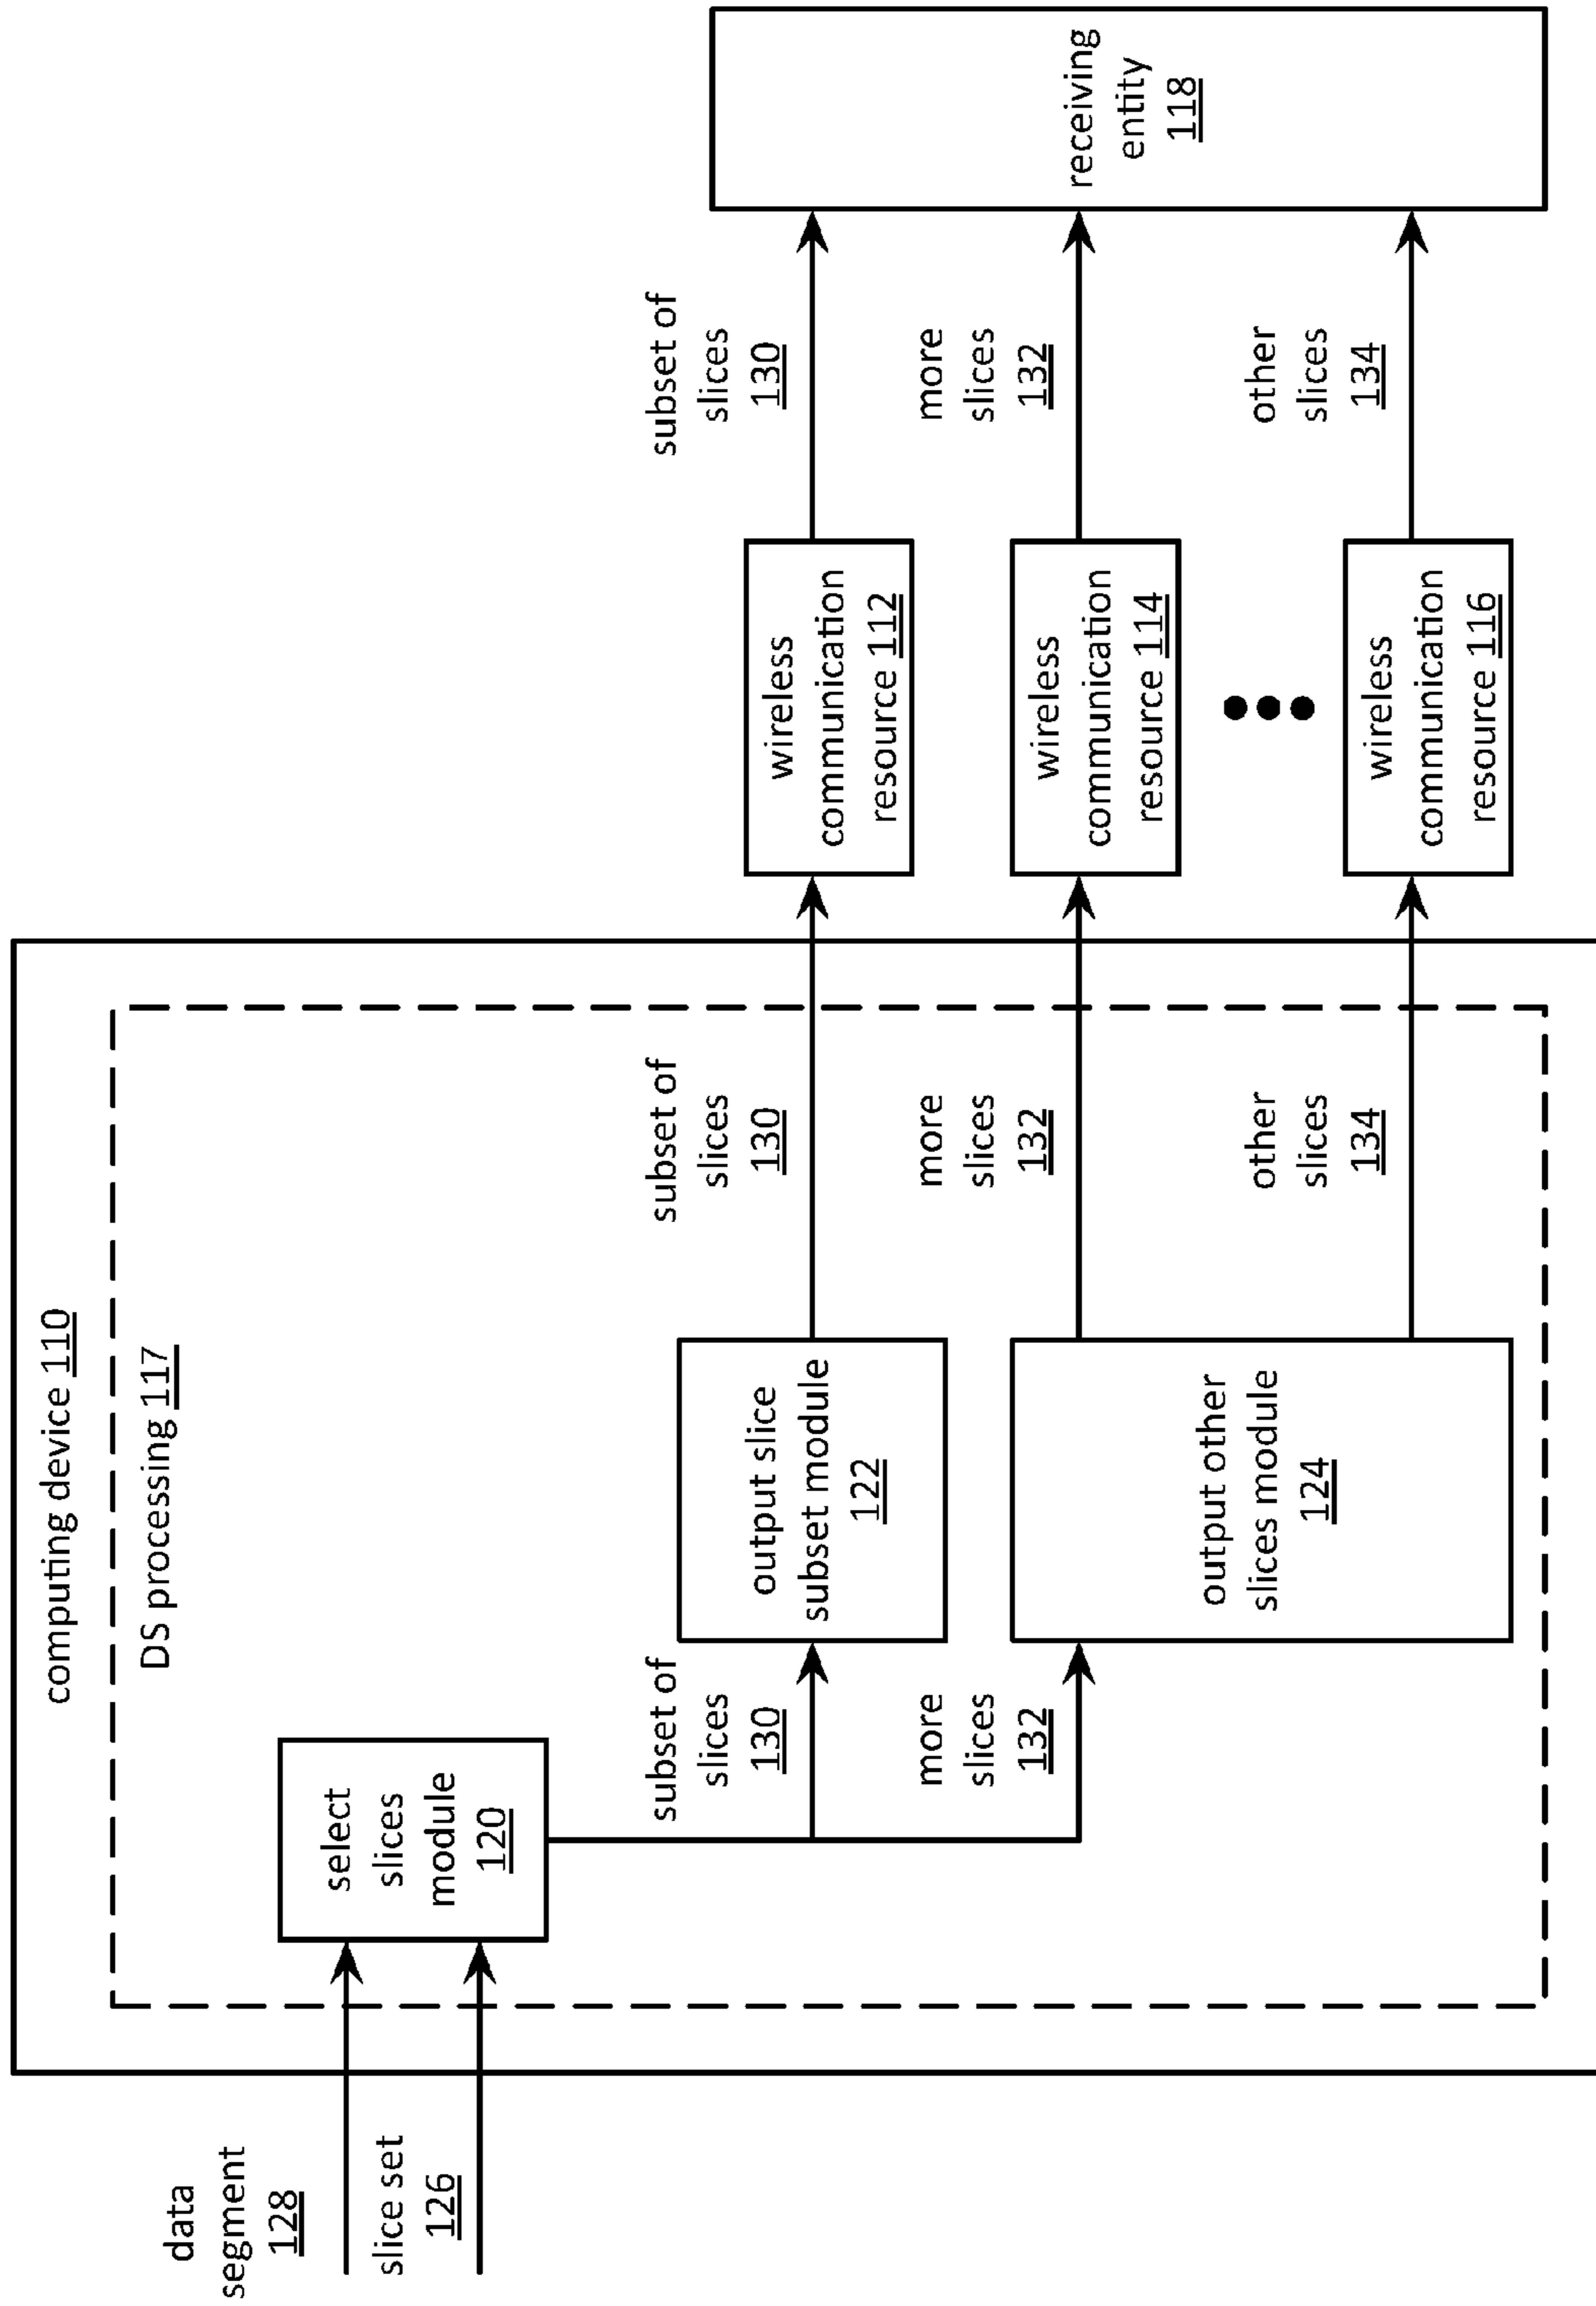 computing device 110
DS processing 117
data
segment
128
slice set
126
select
slices
module
120
subset of
slices
130
output slice
subset module
122
subset of
slices
130
wireless
communication
resource 112
subset of
slices
130
more
slices
132
output other
slices module
124
more
slices
132
wireless
communication
resource 114
more
slices
132
other
slices
134
wireless
communication
resource 116
other
slices
134
receiving
entity
118